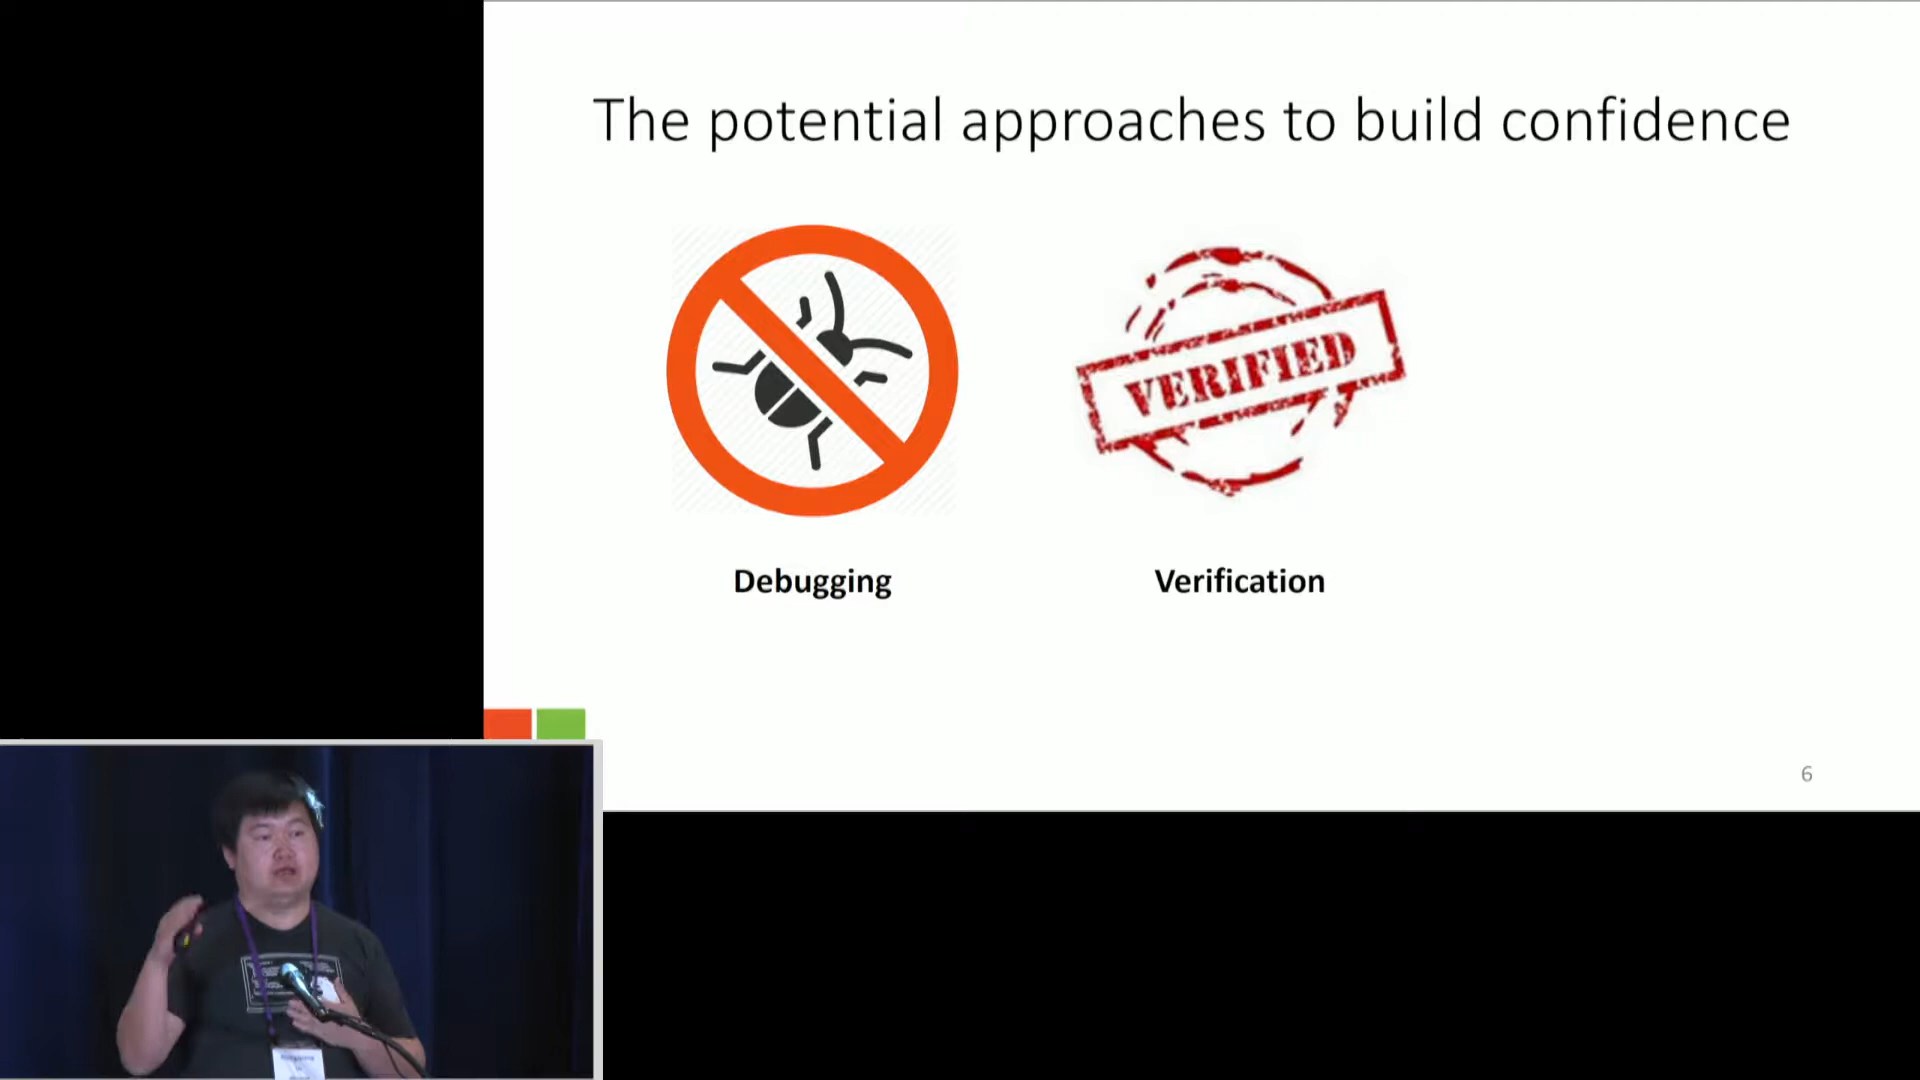 The potential approaches to build confidence
VERIFIED
Debugging
Verification
6